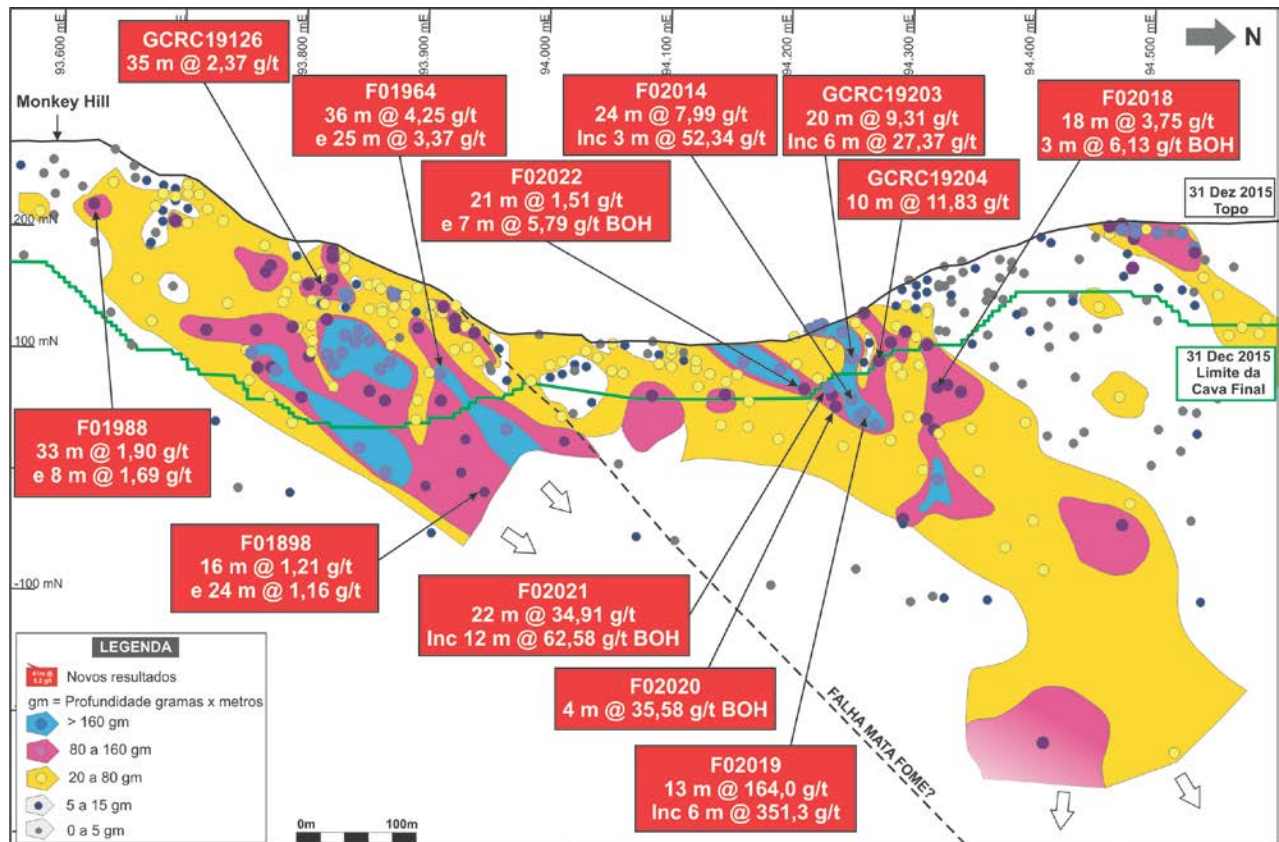 93.600 mE
93.800 mE
93.900 mE
94.000 mE
94.100 mE
94.200 mE
94.300 mE
94.400 mE
94.500 mE
N
GCRC19126
35 m @ 2,37 g/t
Monkey Hill
F01964
36 m @ 4,25 g/t
e 25 m @ 3,37 g/t
F02014
24 m @ 7,99 g/t
Inc 3 m @ 52,34 g/t
GCRC19203
20 m @ 9,31 g/t
Inc 6 m @ 27,37 g/t
F02018
18 m @ 3,75 g/t
3 m @ 6,13 g/t BOH
F02022
21 m @ 1,51 g/t
e 7 m @ 5,79 g/t BOH
GCRC19204
10 m @ 11,83 g/t
31 Dez 2015
Topo
200 mN
100 mN
31 Dec 2015
Limite da
Cava Final
F01988
33 m @ 1,90 g/t
e 8 m @ 1,69 g/t
F01898
16 m @ 1,21 g/t
e 24 m @ 1,16 g/t
-100 mN
F02021
22 m @ 34,91 g/t
Inc 12 m @ 62,58 g/t BOH
F02020
4 m @ 35,58 g/t BOH
F02019
13 m @ 164,0 g/t
Inc 6 m @ 351,3 g/t
FALHA MATA FOME?
LEGENDA
Novos resultados
gm = Profundidade gramas x metros
> 160 gm
80 a 160 gm
20 a 80 gm
5 a 15 gm
0 a 5 gm
0m
100m